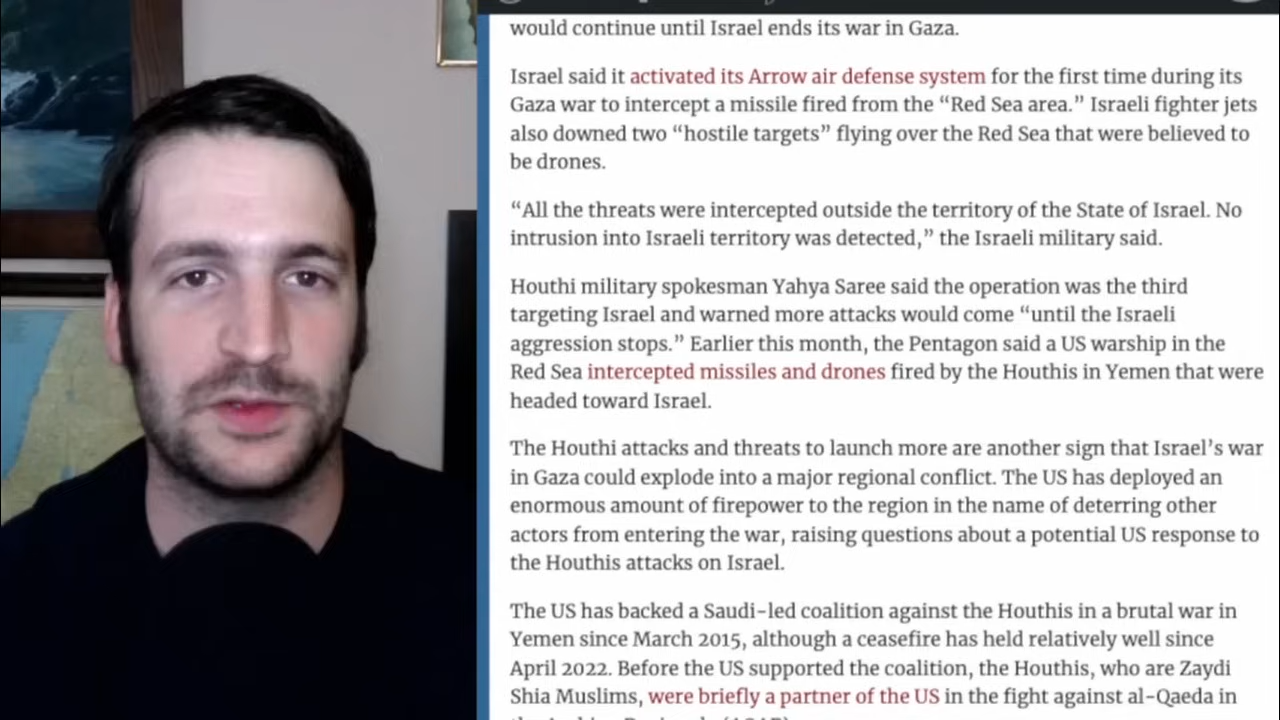 would continue until Israel ends its war in Gaza.
Israel said it activated its Arrow air defense system for the first time during its
Gaza war to intercept a missile fired from the “Red Sea area.” Israeli fighter jets
also downed two “hostile targets” flying over the Red Sea that were believed to
be drones.
“All the threats were intercepted outside the territory of the State of Israel. No
intrusion into Israeli territory was detected,” the Israeli military said.
Houthi military spokesman Yahya Saree said the operation was the third
targeting Israel and warned more attacks would come “until the Israeli
aggression stops.” Earlier this month, the Pentagon said a US warship in the
Red Sea intercepted missiles and drones fired by the Houthis in Yemen that were
headed toward Israel.
The Houthi attacks and threats to launch more are another sign that Israel’s war
in Gaza could explode into a major regional conflict. The US has deployed an
enormous amount of firepower to the region in the name of deterring other
actors from entering the war, raising questions about a potential US response to
the Houthis attacks on Israel.
The US has backed a Saudi-led coalition against the Houthis in a brutal war in
Yemen since March 2015, although a ceasefire has held relatively well since
April 2022. Before the US supported the coalition, the Houthis, who are Zaydi
Shia Muslims, were briefly a partner of the US in the fight against al-Qaeda in